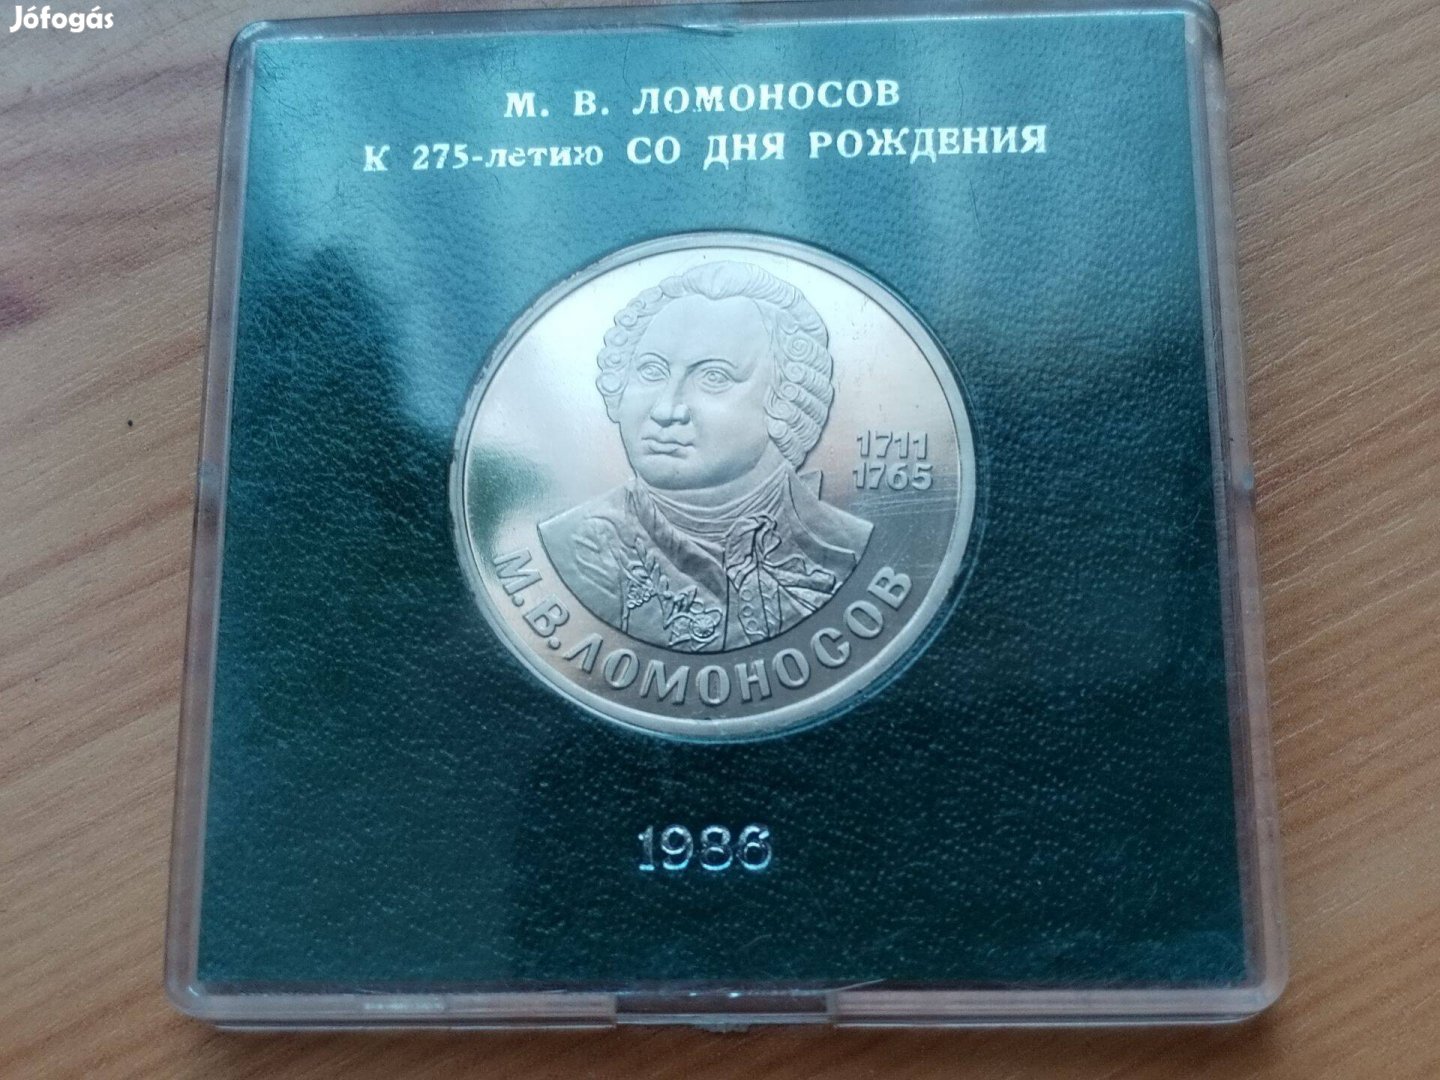 Jófogás
М. В. ЛОМОНОСОВ
К 275-летию СО ДНЯ РОЖДЕНИЯ
1711
1765
М.В.ЛОМОНОСОВ
1986